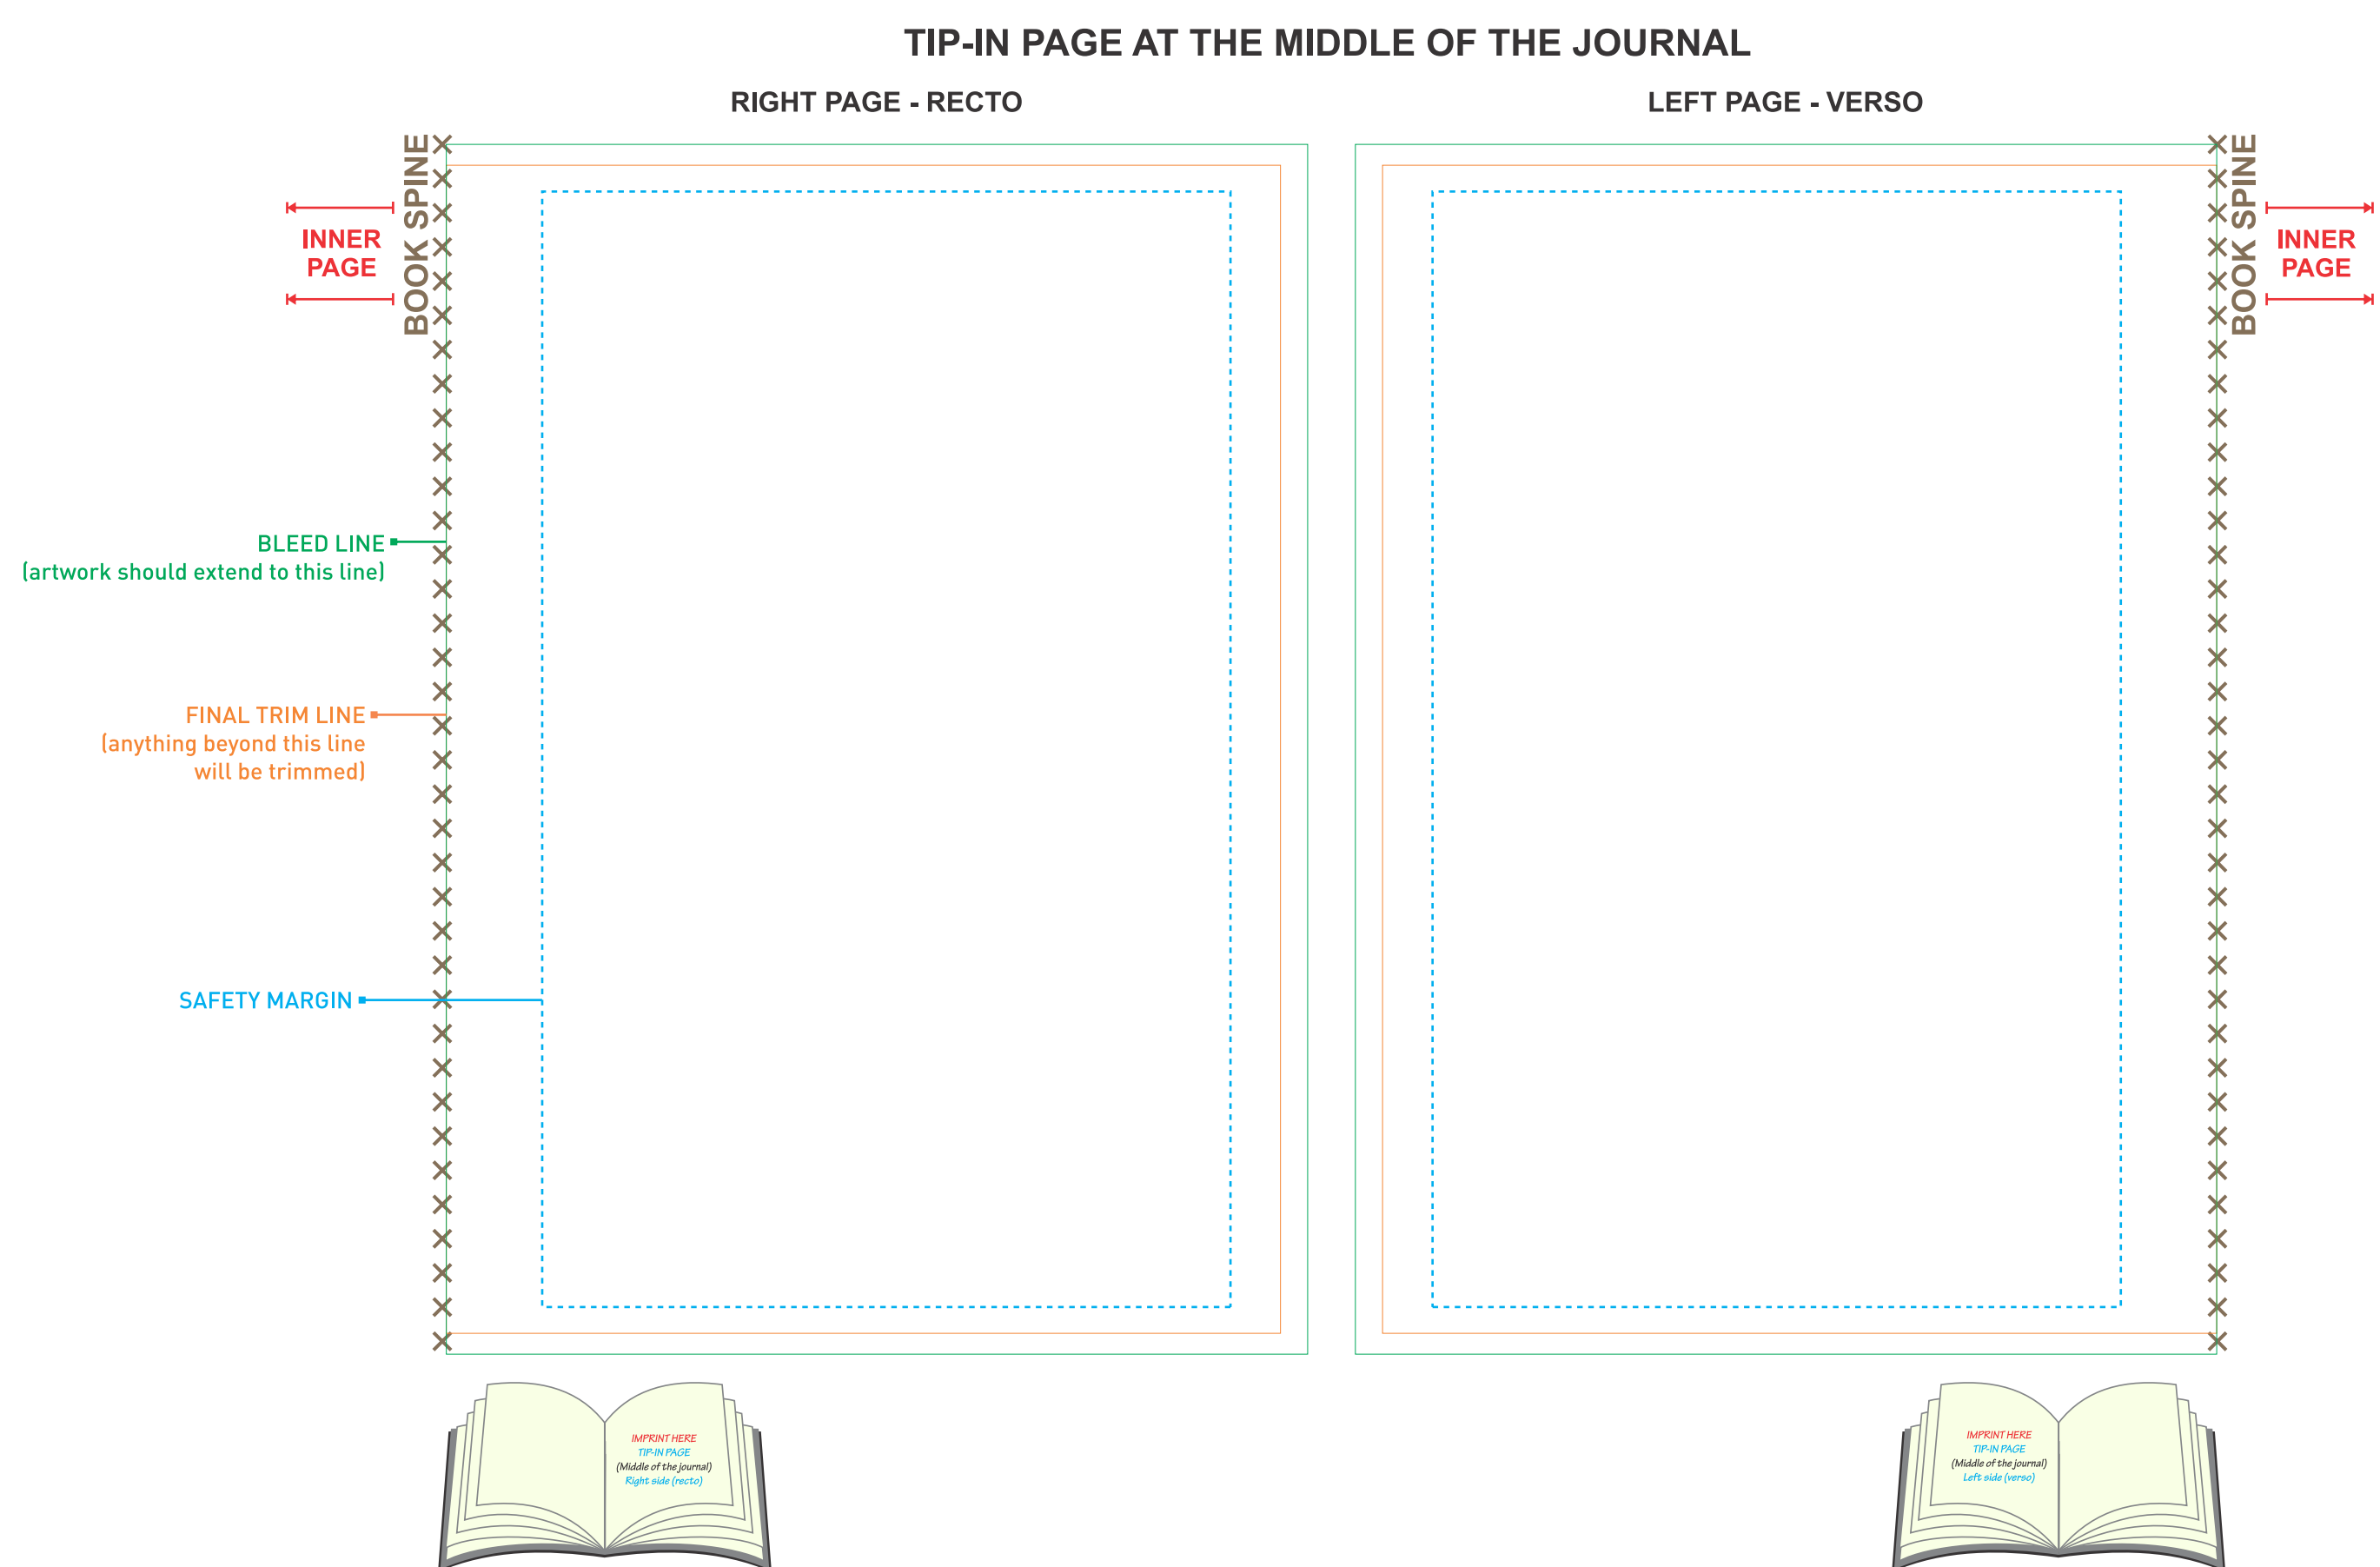 TIP-IN PAGE AT THE MIDDLE OF THE JOURNAL
RIGHT PAGE - RECTO
LEFT PAGE - VERSO
BOOK SPINE
INNER
PAGE
BOOK SPINE
INNER
PAGE
BLEED LINE
(artwork should extend to this line)
FINAL TRIM LINE
(anything beyond this line
will be trimmed)
SAFETY MARGIN
IMPRINT HERE
TIP-IN PAGE
(Middle of the journal)
Right side (recto)
IMPRINT HERE
TIP-IN PAGE
(Middle of the journal)
Left side (verso)